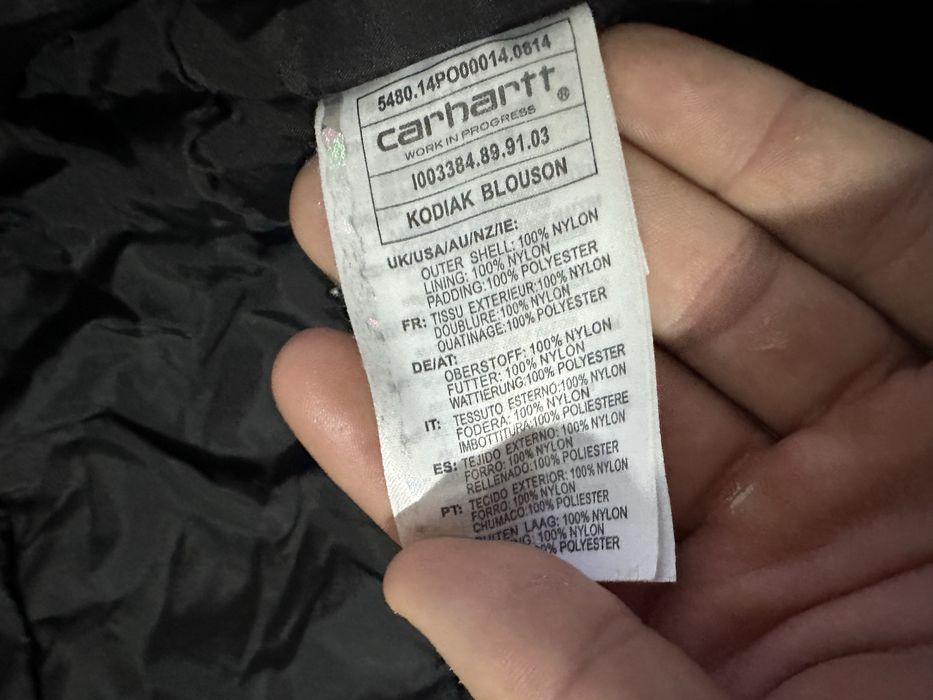 5480.14PO00014.0614
carhartt ®
WORK IN PROGRESS
I003384.89.91.03
KODIAK BLOUSON
UK/USA/AU/NZ/IE:
OUTER SHELL: 100% NYLON
LINING: 100% NYLON
PADDING: 100% POLYESTER
FR: TISSU EXTERIEUR:100% NYLON
DOUBLURE:100% NYLON
OUATINAGE:100% POLYESTER
DE/AT:
OBERSTOFF: 100% NYLON
FUTTER: 100% NYLON
WATTIERUNG:100% POLYESTER
IT: TESSUTO ESTERNO:100% NYLON
FODERA: 100% NYLON
IMBOTTITURA:100% POLIESTERE
ES: TEJIDO EXTERNO: 100% NYLON
FORRO: 100% NYLON
RELLENADO:100% POLYESTER
PT: TECIDO EXTERIOR: 100% NYLON
FORRO: 100% NYLON
CHUMACO:100% POLIESTER
LAAG: 100% NYLON
100% NYLON
POLYESTER